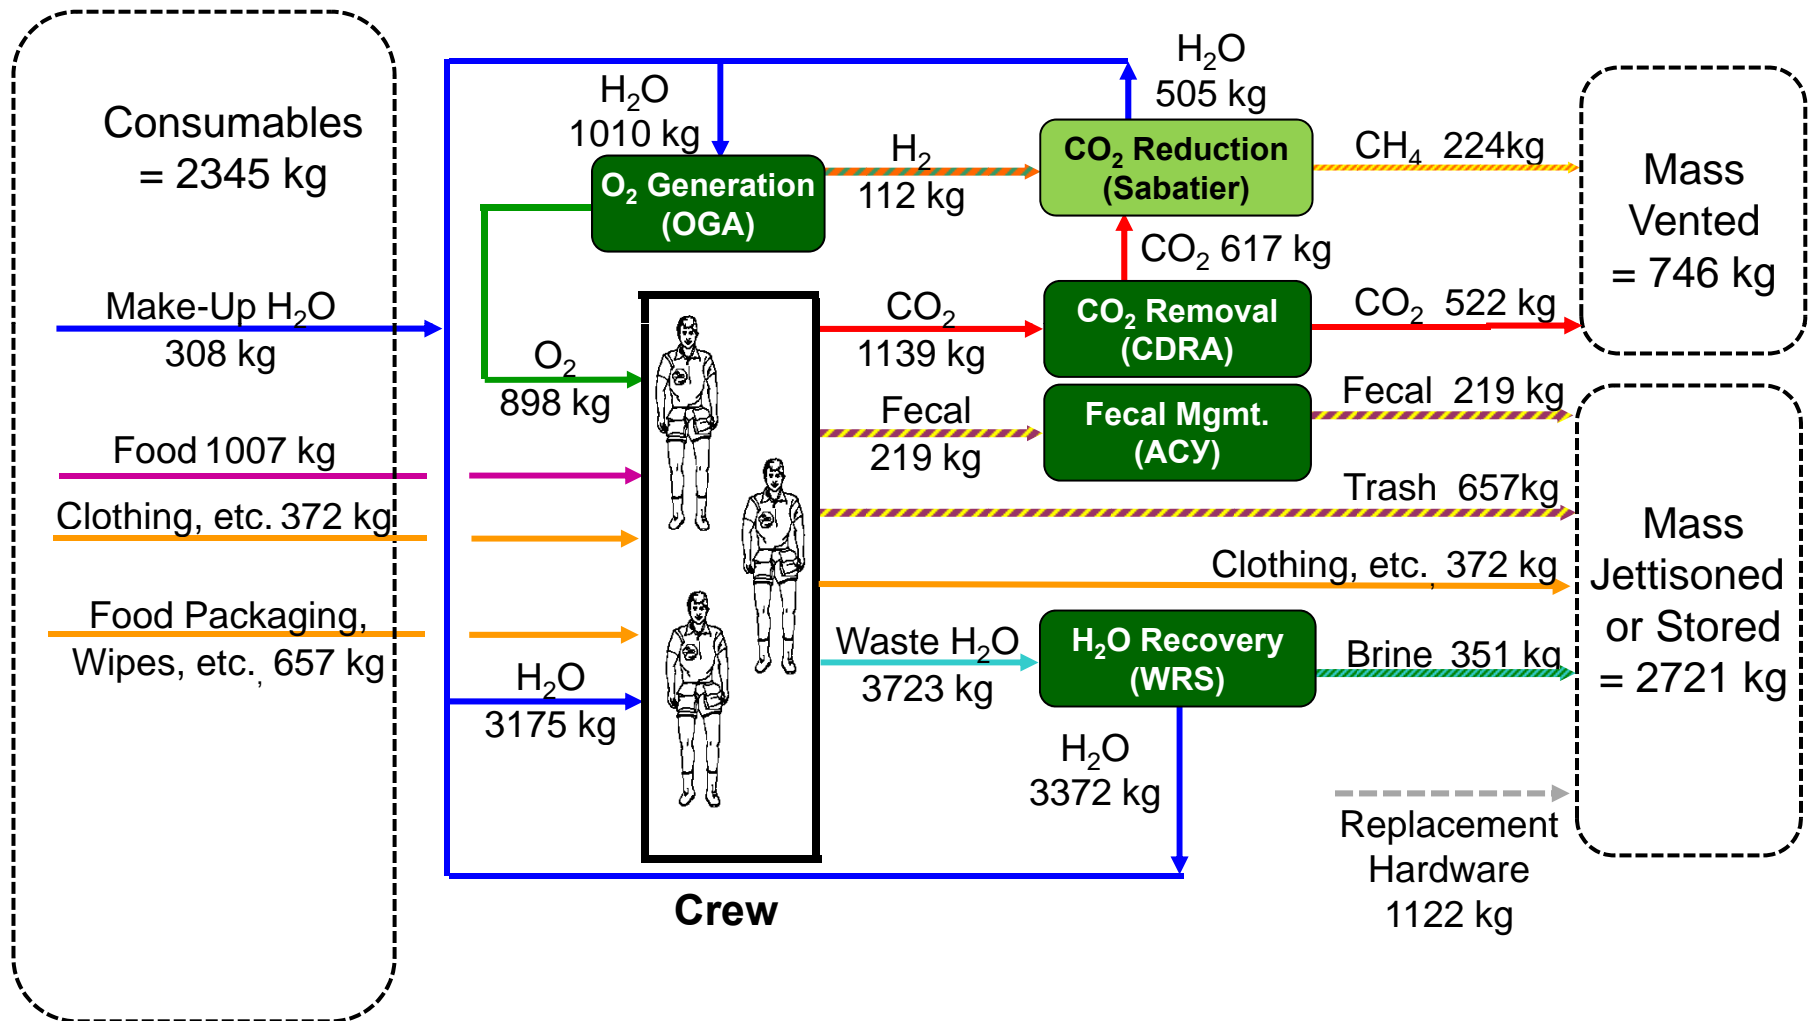 Consumables
= 2345 kg
Make-Up H₂O
308 kg
Food 1007 kg
Clothing, etc. 372 kg
Food Packaging,
Wipes, etc., 657 kg
H₂O
1010 kg
O₂ Generation
(OGA)
H₂
112 kg
H₂O
505 kg
CO₂ Reduction
(Sabatier)
CH₄ 224kg
CO₂ 617 kg
O₂
898 kg
CO₂
1139 kg
CO₂ Removal
(CDRA)
CO₂ 522 kg
Fecal
219 kg
Fecal Mgmt.
(АСУ)
Fecal 219 kg
Trash 657kg
Clothing, etc., 372 kg
H₂O
3175 kg
Waste H₂O
3723 kg
H₂O Recovery
(WRS)
Brine 351 kg
H₂O
3372 kg
Replacement
Hardware
1122 kg
Crew
Mass
Vented
= 746 kg
Mass
Jettisoned
or Stored
= 2721 kg